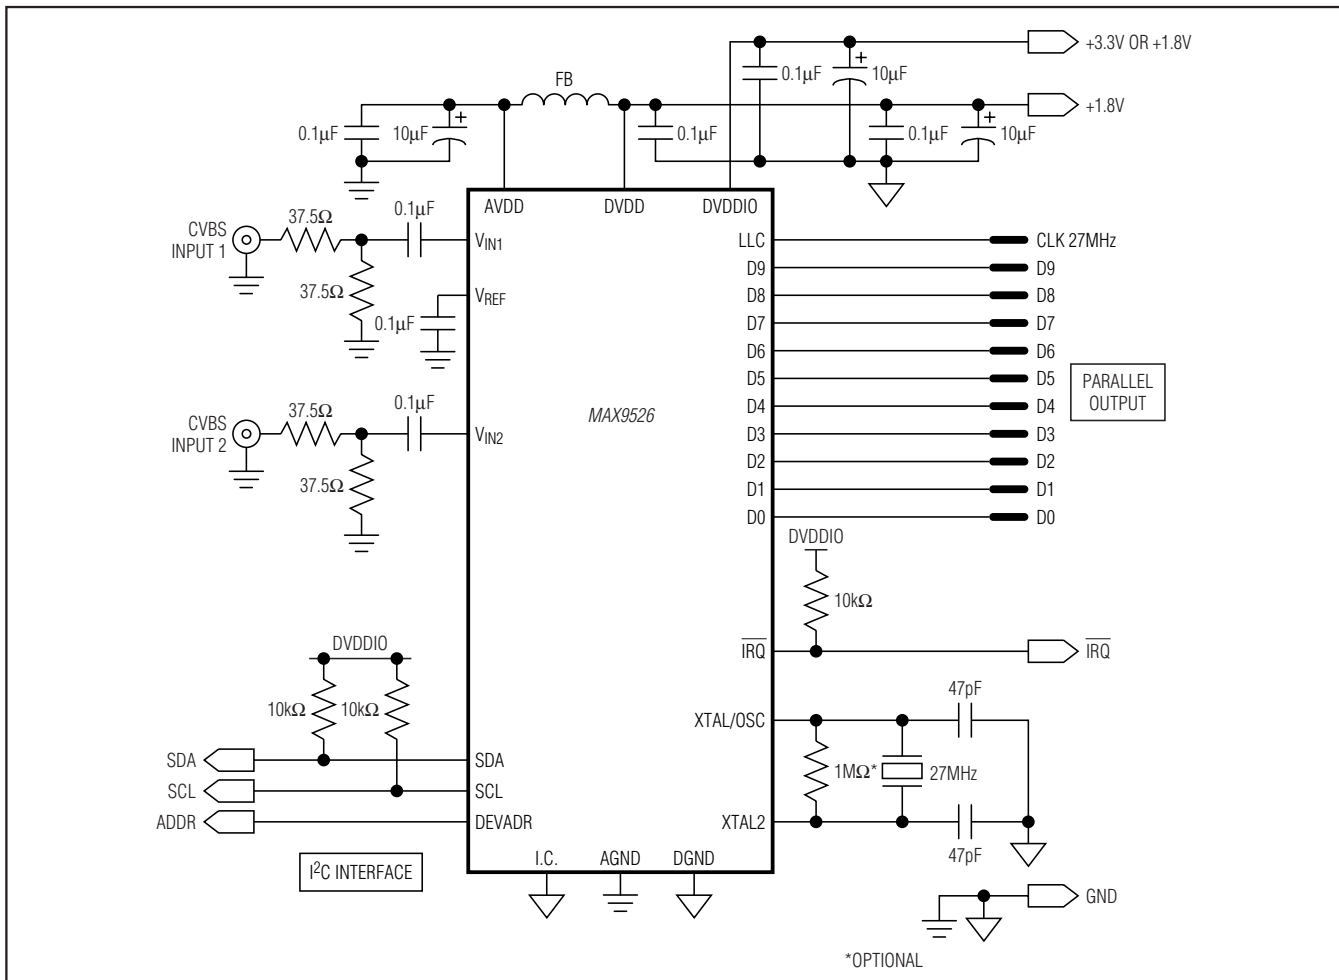 +3.3V OR +1.8V
0.1µF
10µF
FB
+1.8V
0.1µF
10µF
+
0.1µF
+
0.1µF
10µF
+
AVDD
DVDD
DVDDIO
CVBS
INPUT 1
37.5Ω
0.1µF
VIN1
37.5Ω
VREF
0.1µF
CVBS
INPUT 2
37.5Ω
0.1µF
VIN2
37.5Ω
MAX9526
LLC
CLK 27MHz
D9
D9
D8
D8
D7
D7
D6
D6
D5
D5
D4
D4
D3
D3
D2
D2
D1
D1
D0
D0
PARALLEL
OUTPUT
DVDDIO
10kΩ
IRQ
IRQ
DVDDIO
10kΩ
10kΩ
SDA
SDA
SCL
SCL
ADDR
DEVADR
I²C INTERFACE
47pF
XTAL/OSC
1MΩ*
27MHz
XTAL2
47pF
I.C.
AGND
DGND
GND
*OPTIONAL